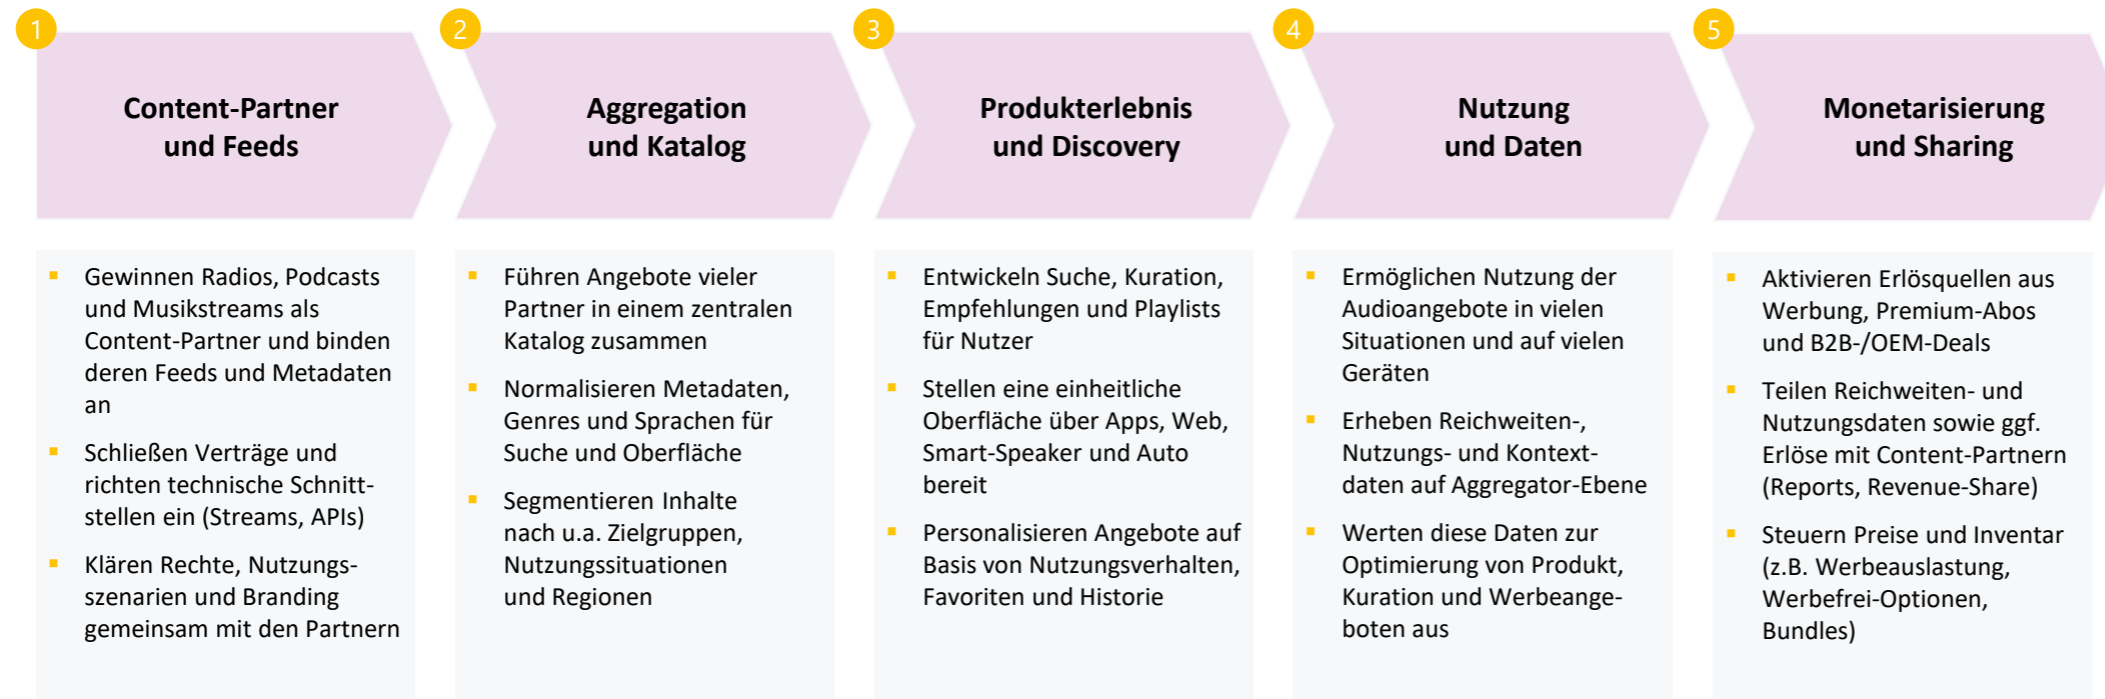 1
Content-Partner
und Feeds
Gewinnen Radios, Podcasts
und Musikstreams als
Content-Partner und binden
deren Feeds und Metadaten
an
Schließen Verträge und
richten technische Schnitt-
stellen ein (Streams, APIs)
Klären Rechte, Nutzungs-
szenarien und Branding
gemeinsam mit den Partnern
2
Aggregation
und Katalog
Führen Angebote vieler
Partner in einem zentralen
Katalog zusammen
Normalisieren Metadaten,
Genres und Sprachen für
Suche und Oberfläche
Segmentieren Inhalte
nach u.a. Zielgruppen,
Nutzungssituationen
und Regionen
3
Produkterlebnis
und Discovery
Entwickeln Suche, Kuration,
Empfehlungen und Playlists
für Nutzer
Stellen eine einheitliche
Oberfläche über Apps, Web,
Smart-Speaker und Auto
bereit
Personalisieren Angebote auf
Basis von Nutzungsverhalten,
Favoriten und Historie
4
Nutzung
und Daten
Ermöglichen Nutzung der
Audioangebote in vielen
Situationen und auf vielen
Geräten
Erheben Reichweiten-,
Nutzungs- und Kontext-
daten auf Aggregator-Ebene
Werten diese Daten zur
Optimierung von Produkt,
Kuration und Werbeange-
boten aus
5
Monetarisierung
und Sharing
Aktivieren Erlösquellen aus
Werbung, Premium-Abos
und B2B-/OEM-Deals
Teilen Reichweiten- und
Nutzungsdaten sowie ggf.
Erlöse mit Content-Partnern
(Reports, Revenue-Share)
Steuern Preise und Inventar
(z.B. Werbeauslastung,
Werbefrei-Optionen,
Bundles)